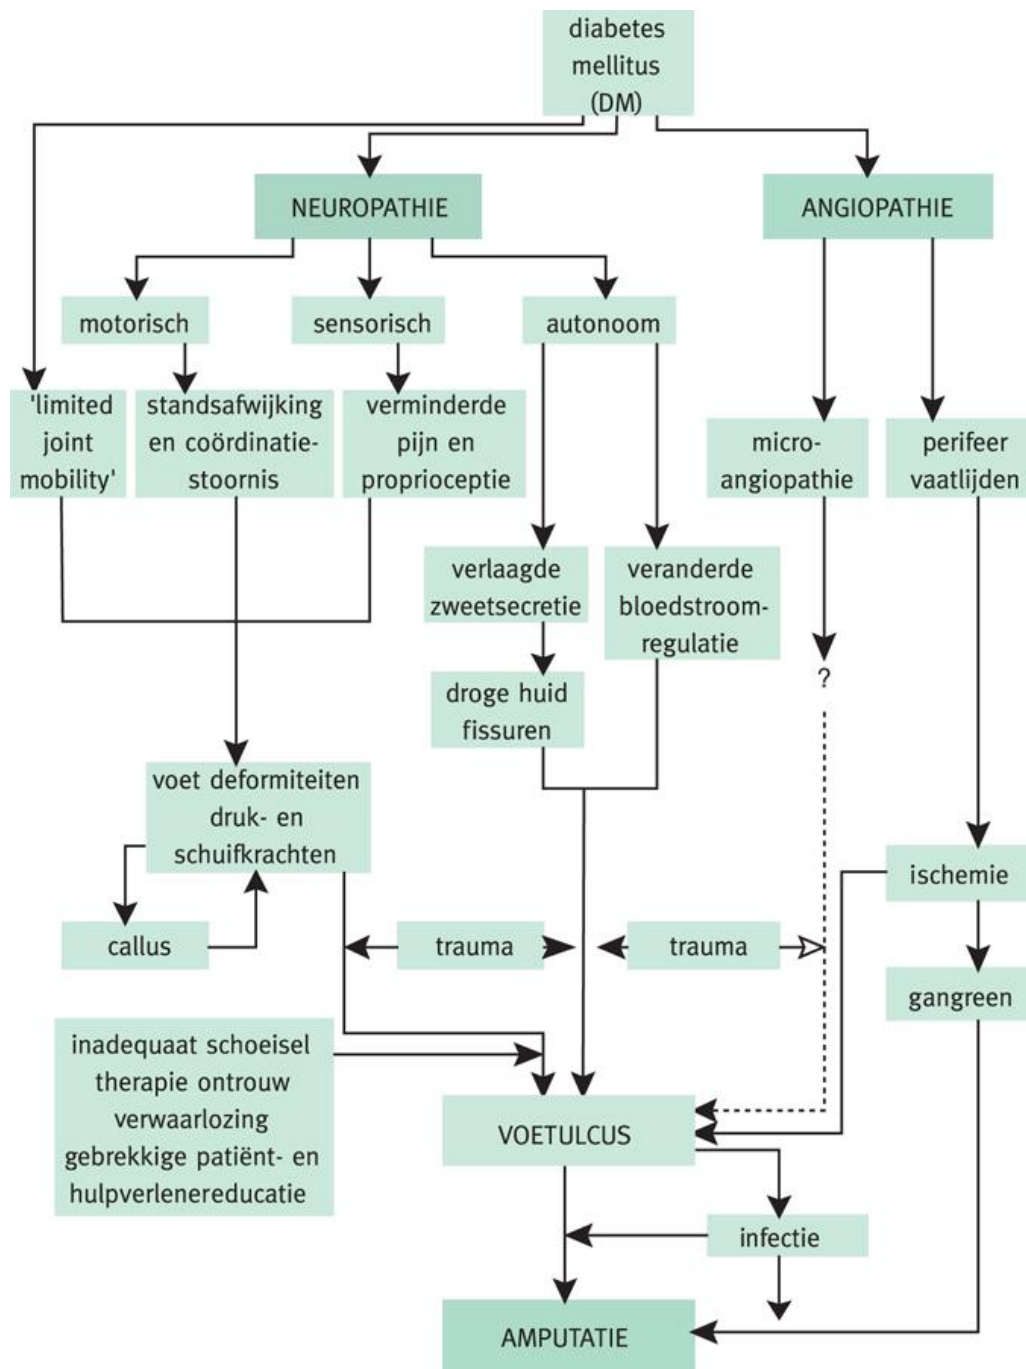 diabetes
mellitus
(DM)
NEUROPATHIE
ANGIOPATHIE
motorisch
sensorisch
autonoom
'limited
joint
mobility'
standsafwijking
en coördinatie-
stoornis
verminderde
pijn en
proprioceptie
micro-
angiopathie
perifeer
vaatlijden
verlaagde
zweetsecretie
veranderde
bloedstroom-
regulatie
droge huid
fissuren
?
voet deformiteiten
druk- en
schuifkrachten
ischemie
callus
trauma
trauma
gangreen
inadequaat schoeisel
therapie ontrouw
verwaarlozing
gebrekkige patiënt- en
hulpverlenereducatie
VOETULCUS
infectie
AMPUTATIE